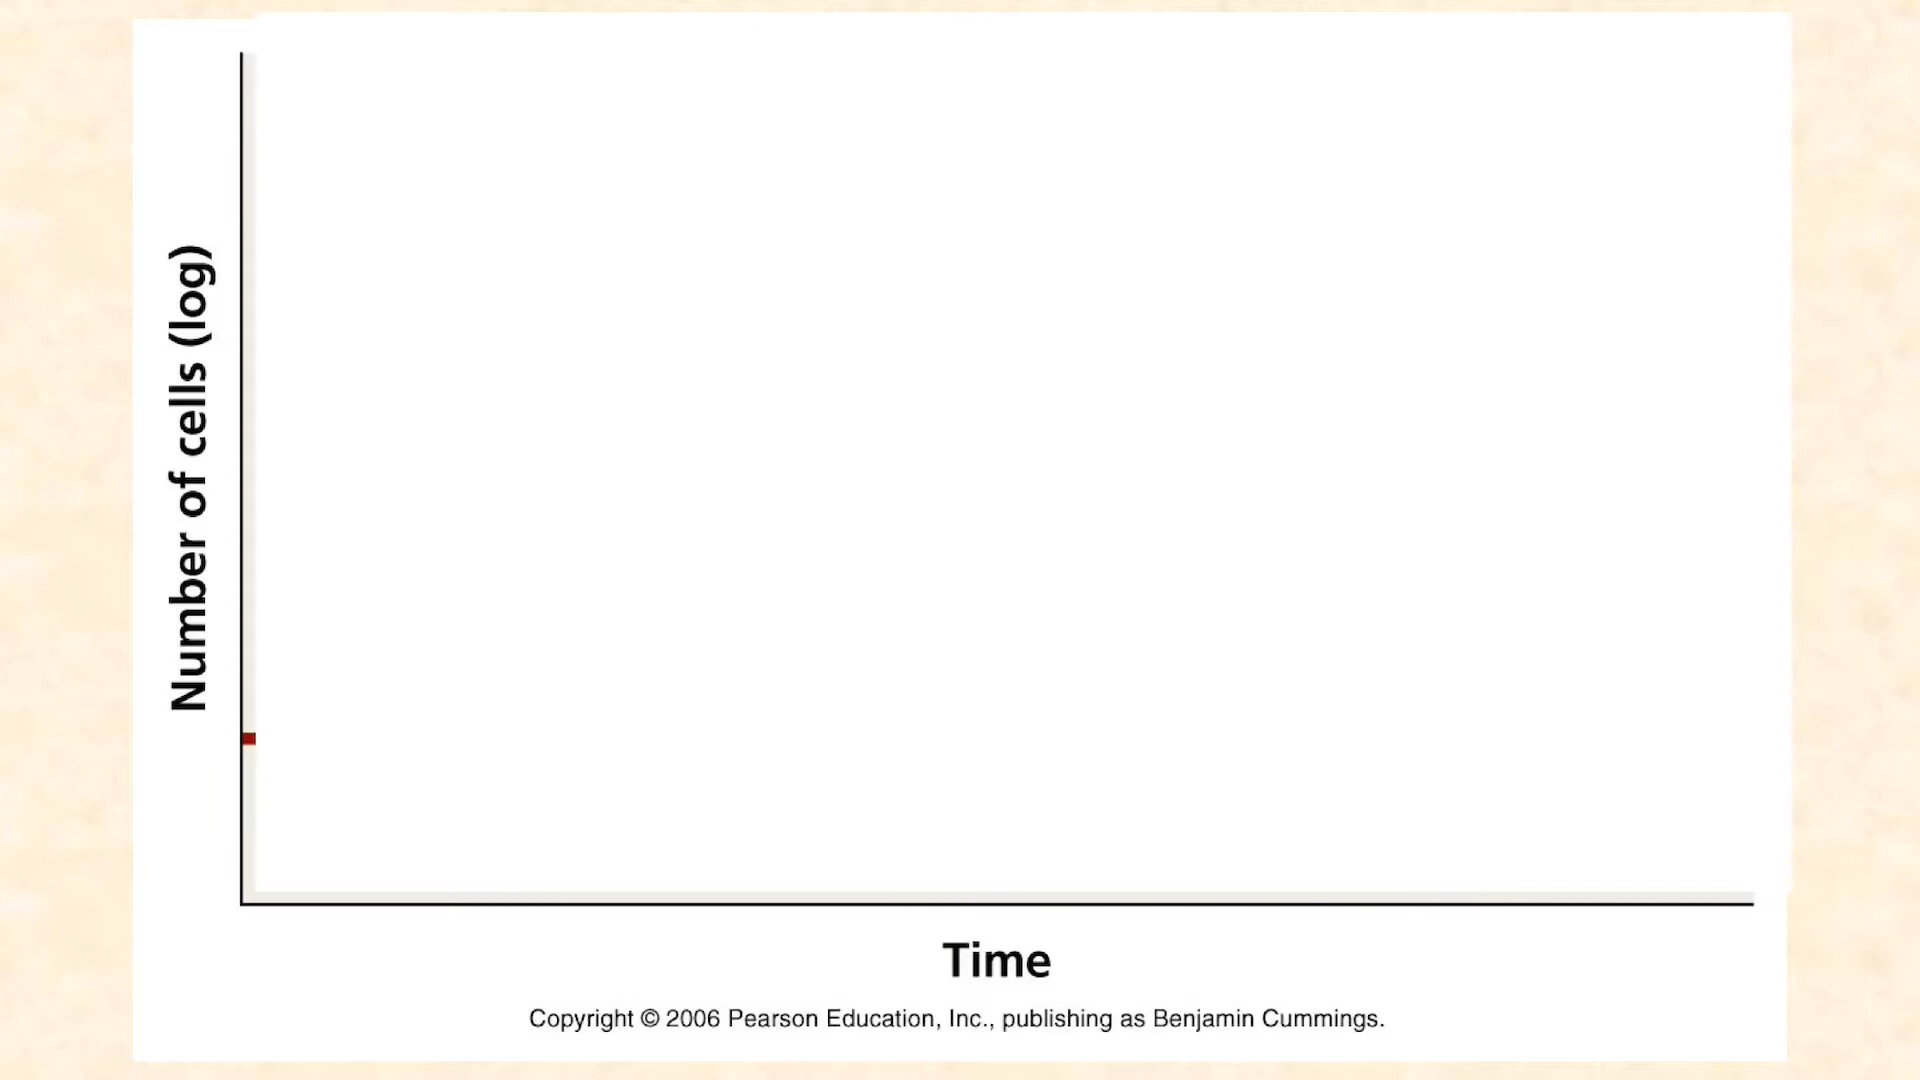 Number of cells (log)
Time
Copyright © 2006 Pearson Education, Inc., publishing as Benjamin Cummings.